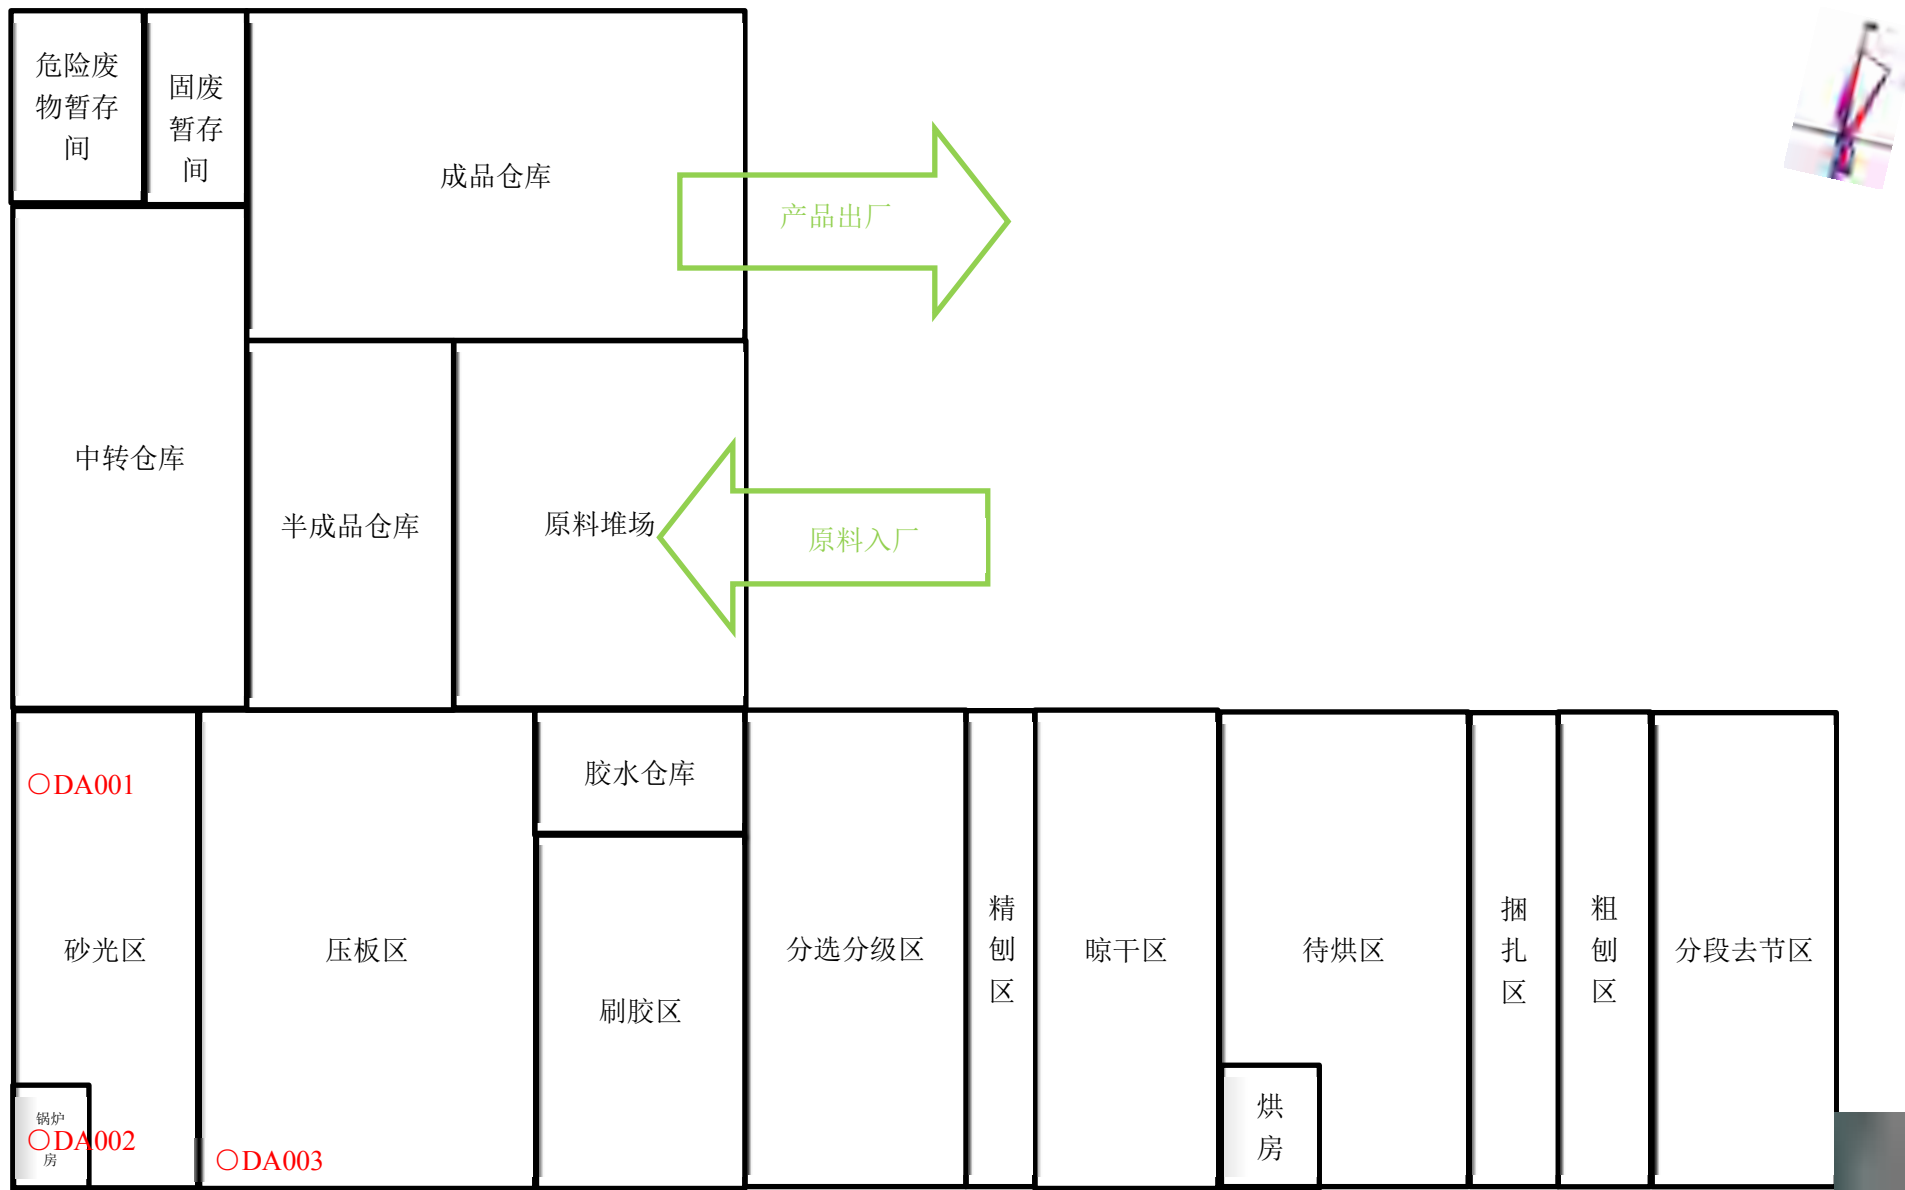 危险废
物暂存
间
固废
暂存
间
成品仓库
产品出厂
中转仓库
半成品仓库
原料堆场
原料入厂
○DA001
胶水仓库
砂光区
压板区
刷胶区
分选分级区
精
刨
区
晾干区
待烘区
捆
扎
区
粗
刨
区
分段去节区
锅炉
○DA002
房
○DA003
烘
房